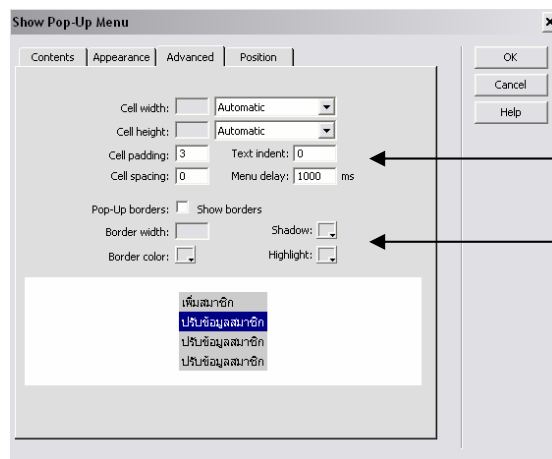 Show Pop-Up Menu
Contents Appearance Advanced Position
OK
Cancel
Help
Cell width: Automatic
Cell height: Automatic
Cell padding: 3 Text indent: 0
Cell spacing: 0 Menu delay: 1000 ms
Pop-Up borders: Show borders
Border width: Shadow:
Border color: Highlight:
เพิ่มสมาชิก
ปรับข้อมูลสมาชิก
ปรับข้อมูลสมาชิก
ปรับข้อมูลสมาชิก